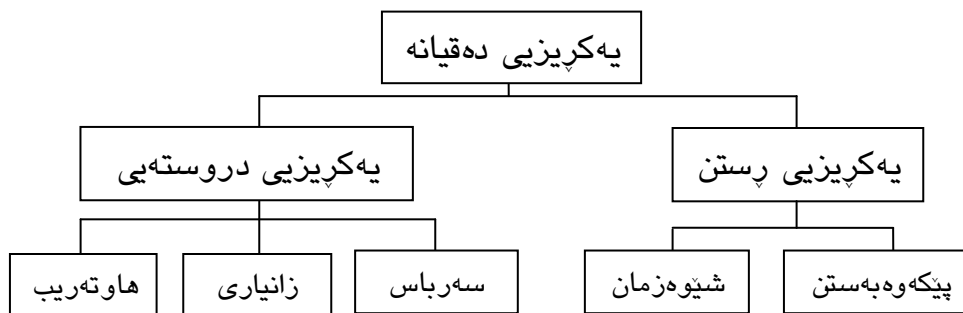 یەکڕیزیی دەقیانە
یەکڕیزیی ڕستن
یەکڕیزیی دروستەیی
پێکەوەبەستن
شێوەزمان
سەرباس
زانیاری
هاوتەریب